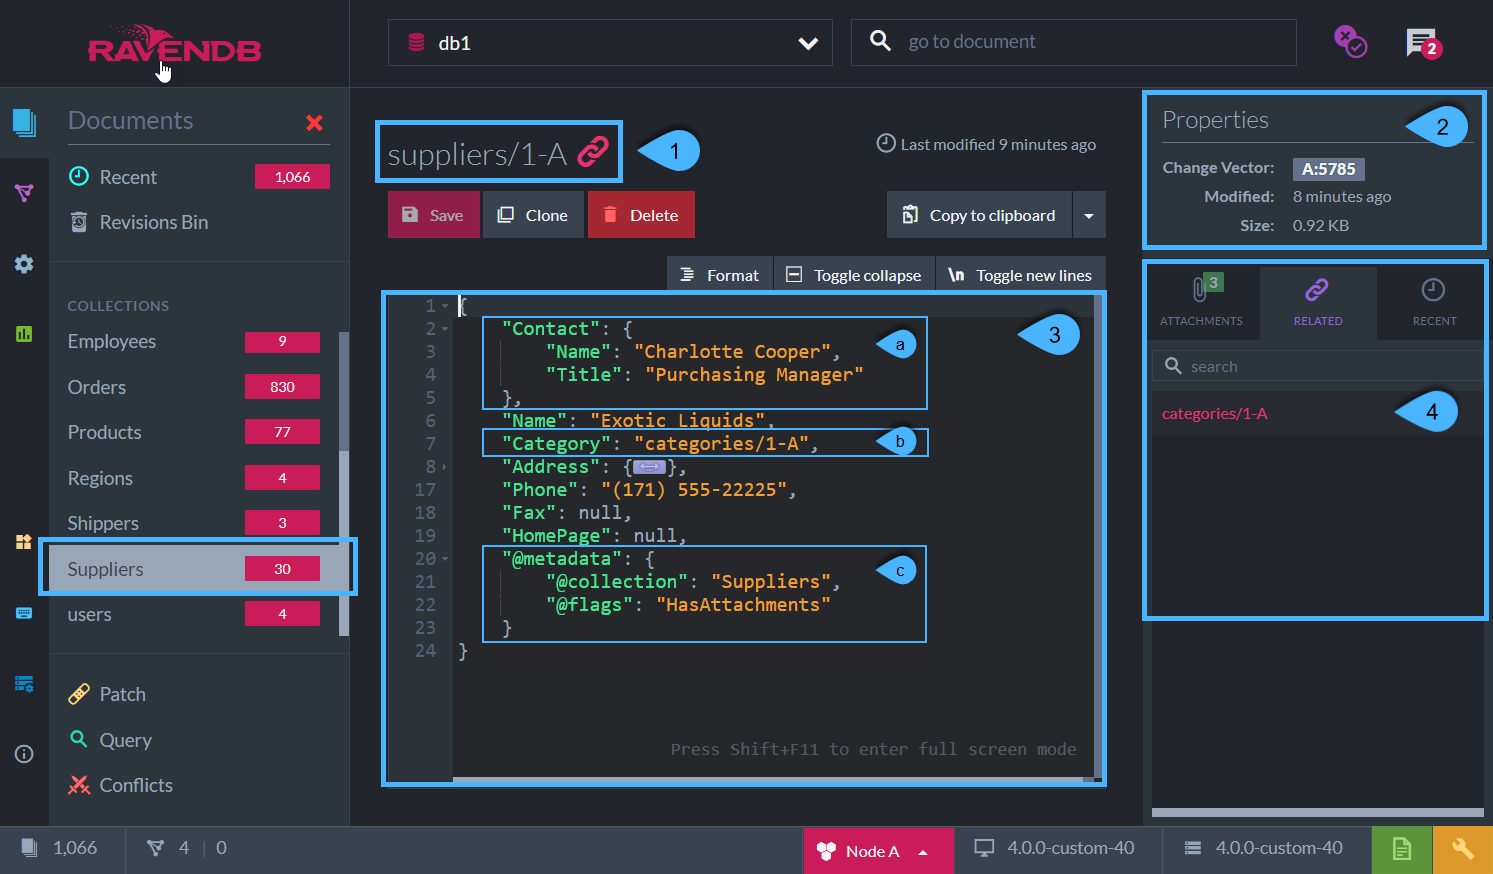 RAVENDB
db1
go to document
2
Documents
Recent 1,066
Revisions Bin
COLLECTIONS
Employees 9
Orders 830
Products 77
Regions 4
Shippers 3
Suppliers 30
users 4
Patch
Query
Conflicts
suppliers/1-A
1
Last modified 9 minutes ago
Save
Clone
Delete
Copy to clipboard
Format
Toggle collapse
\n Toggle new lines
1 {
2 "Contact": {
3 "Name": "Charlotte Cooper",
4 "Title": "Purchasing Manager"
5 },
6 "Name": "Exotic Liquids",
7 "Category": "categories/1-A",
8 "Address": {},
17 "Phone": "(171) 555-22225",
18 "Fax": null,
19 "HomePage": null,
20 "@metadata": {
21 "@collection": "Suppliers",
22 "@flags": "HasAttachments"
23 }
24 }
3
a
b
c
Press Shift+F11 to enter full screen mode
Properties
2
Change Vector: A:5785
Modified: 8 minutes ago
Size: 0.92 KB
3
ATTACHMENTS
RELATED
RECENT
search
categories/1-A
4
1,066
4 | 0
Node A
4.0.0-custom-40
4.0.0-custom-40